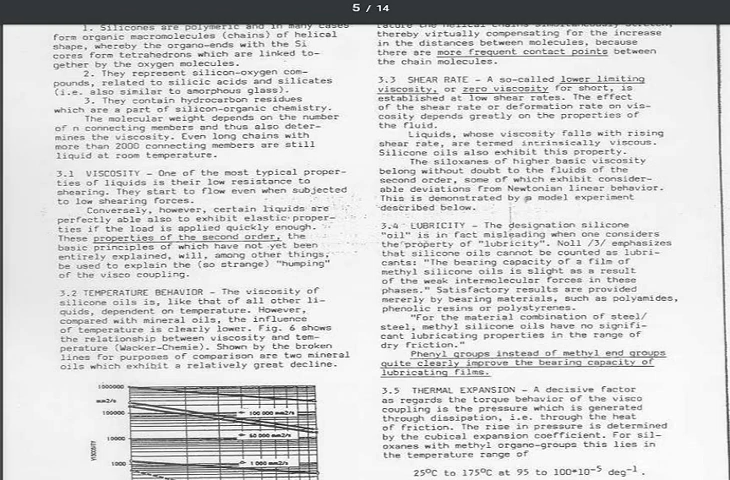 5 / 14
1. Silicones are polymeric and in many cases
form organic macromolecules (chains) of helical
shape, whereby the organo-ends with the Si
cores form tetrahedrons which are linked to-
gether by the oxygen molecules.
2. They represent silicon-oxygen com-
pounds, related to silicic acids and silicates
(i.e. also similar to amorphous glass).
3. They contain hydrocarbon residues
which are a part of silicon-organic chemistry.
The molecular weight depends on the number
of n connecting members and thus also deter-
mines the viscosity. Even long chains with
more than 2000 connecting members are still
liquid at room temperature.
3.1 VISCOSITY - One of the most typical proper-
ties of liquids is their low resistance to
shearing. They start to flow even when subjected
to low shearing forces.
Conversely, however, certain liquids are
perfectly able also to exhibit elastic proper-
ties if the load is applied quickly enough.
These properties of the second order, the
basic principles of which have not yet been
entirely explained, will, among other things,
be used to explain the (so strange) "humping"
of the visco coupling.
3.2 TEMPERATURE BEHAVIOR - The viscosity of
silicone oils is, like that of all other li-
quids, dependent on temperature. However,
compared with mineral oils, the influence
of temperature is clearly lower. Fig. 6 shows
the relationship between viscosity and tem-
perature (Wacker-Chemie). Shown by the broken
lines for purposes of comparison are two mineral
oils which exhibit a relatively great decline.
1000000
mm2/s
100000
10000
1000
VISCOSITY
100 000 mm2/s
50 000 mm2/s
1 000 mm2/s
rature the helical chains simultaneously
thereby virtually compensating for the increase
in the distances between molecules, because
there are more frequent contact points between
the chain molecules.
3.3 SHEAR RATE - A so-called lower limiting
viscosity, or zero viscosity for short, is
established at low shear rates. The effect
of the shear rate or deformation rate on vis-
cosity depends greatly on the properties of
the fluid.
Liquids, whose viscosity falls with rising
shear rate, are termed intrinsically viscous.
Silicone oils also exhibit this property.
The siloxanes of higher basic viscosity
belong without doubt to the fluids of the
second order, some of which exhibit consider-
able deviations from Newtonian linear behavior.
This is demonstrated by a model experiment
described below.
3.4 LUBRICITY - The designation silicone
"oil" is in fact misleading when one considers
the property of "lubricity". Noll /3/ emphasizes
that silicone oils cannot be counted as lubri-
cants: "The bearing capacity of a film of
methyl silicone oils is slight as a result
of the weak intermolecular forces in these
phases." Satisfactory results are provided
merely by bearing materials, such as polyamides,
phenolic resins or polystyrenes.
"For the material combination of steel/
steel, methyl silicone oils have no signifi-
cant lubricating properties in the range of
dry friction."
Phenyl groups instead of methyl end groups
quite clearly improve the bearing capacity of
lubricating films.
3.5 THERMAL EXPANSION - A decisive factor
as regards the torque behavior of the visco
coupling is the pressure which is generated
through dissipation, i.e. through the heat
of friction. The rise in pressure is determined
by the cubical expansion coefficient. For sil-
oxanes with methyl organo-groups this lies in
the temperature range of
25°C to 175°C at 95 to 100*10⁻⁵ deg⁻¹.